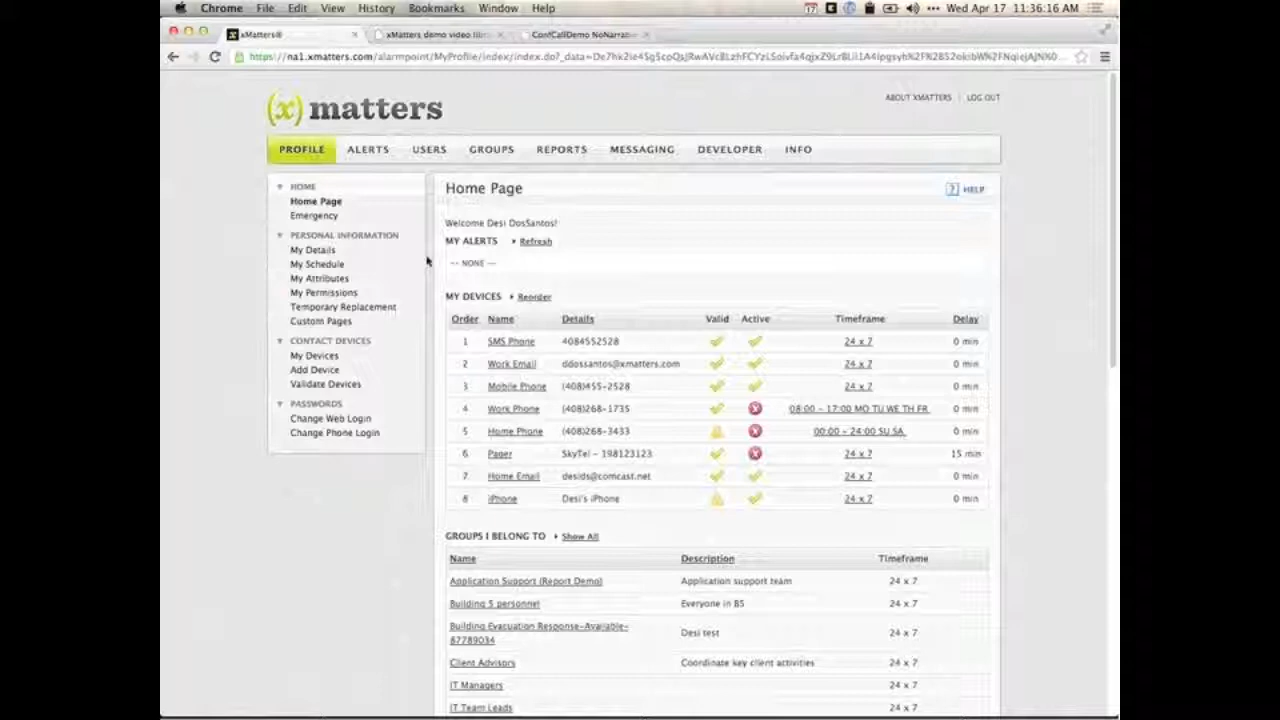 Chrome File Edit View History Bookmarks Window Help
17 Wed Apr 17 11:36:16 AM
xMatters® xMatters demo video ConfCallDemo
PROFILE ALERTS USERS GROUPS REPORTS MESSAGING DEVELOPER INFO
(x) matters
ABOUT XMATTERS | LOG OUT
HOME
Home Page
Emergency
PERSONAL INFORMATION
My Details
My Schedule
My Attributes
My Permissions
Temporary Replacement
Custom Pages
CONTACT DEVICES
My Devices
Add Device
Validate Devices
PASSWORDS
Change Web Login
Change Phone Login
Home Page
? HELP
Welcome Desi DosSantos!
MY ALERTS Refresh
-- NONE --
MY DEVICES Reorder
Order Name Details Valid Active Timeframe Delay
1 SMS Phone 4084552528 24 x 7 0 min
2 Work Email ddossantos@xmatters.com 24 x 7 0 min
3 Mobile Phone (408)455-2528 24 x 7 0 min
4 Work Phone (408)268-1735 08:00 - 17:00 MO TU WE TH FR 0 min
5 Home Phone (408)268-3433 00:00 - 24:00 SU SA 0 min
6 Pager SkyTel - 198123123 24 x 7 15 min
7 Home Email desids@comcast.net 24 x 7 0 min
8 iPhone Desi's iPhone 24 x 7 0 min
GROUPS I BELONG TO Show All
Name Description Timeframe
Application Support (Report Demo) Application support team 24 x 7
Building 5 personnel Everyone in B5 24 x 7
Building Evacuation Response-Available-
67789034 Desi test 24 x 7
Client Advisors Coordinate key client activities 24 x 7
IT Managers 24 x 7
IT Team Leads 24 x 7